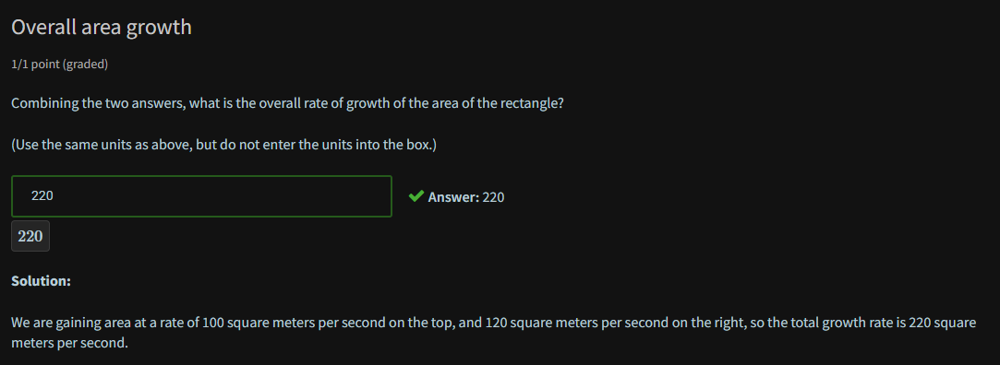 Overall area growth
1/1 point (graded)
Combining the two answers, what is the overall rate of growth of the area of the rectangle?
(Use the same units as above, but do not enter the units into the box.)
220
Answer: 220
220
Solution:
We are gaining area at a rate of 100 square meters per second on the top, and 120 square meters per second on the right, so the total growth rate is 220 square
meters per second.